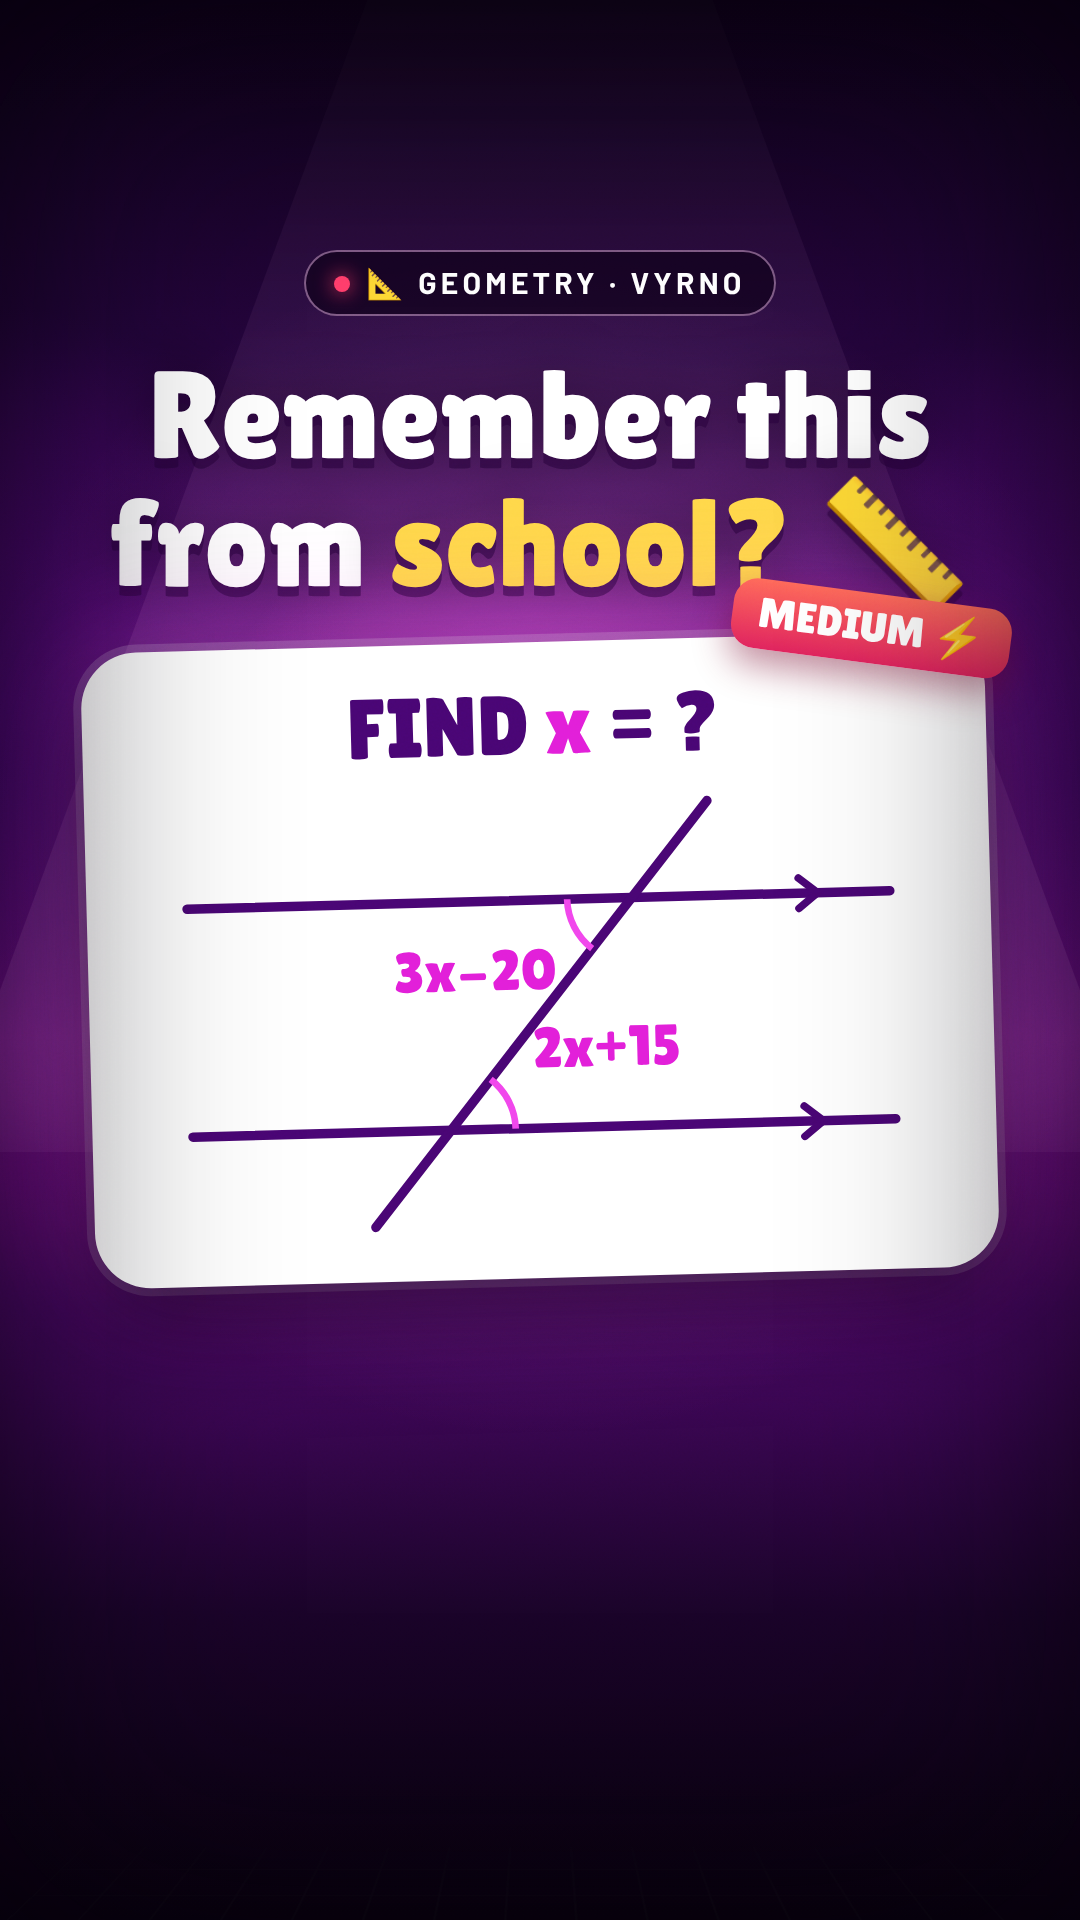 📐 GEOMETRY · VYRNO
Remember this
from school? 📏
MEDIUM ⚡
FIND x = ?
3x−20
2x+15